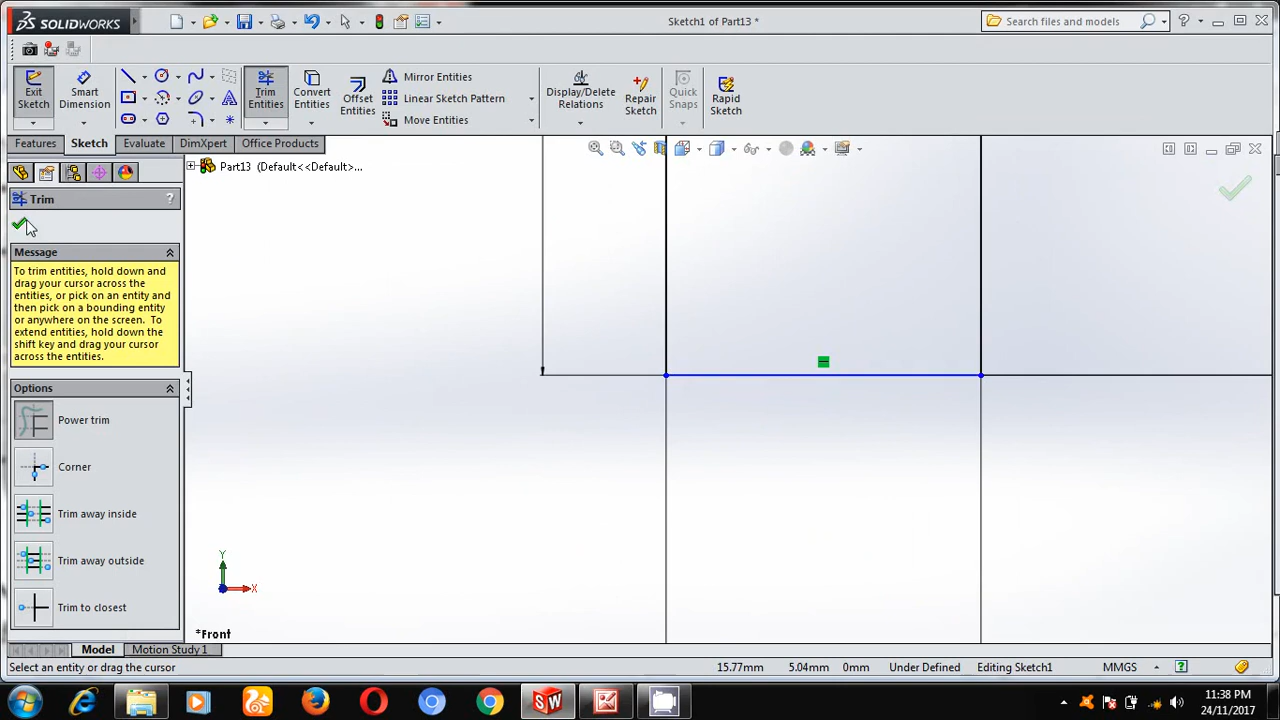 SOLIDWORKS
Sketch1 of Part13 *
Search files and models
Exit Sketch
Smart Dimension
Trim Entities
Convert Entities
Offset Entities
Mirror Entities
Linear Sketch Pattern
Move Entities
Display/Delete Relations
Repair Sketch
Quick Snaps
Rapid Sketch
Features
Sketch
Evaluate
DimXpert
Office Products
Part13 (Default<<Default>...
Trim
?
Message
To trim entities, hold down and
drag your cursor across the
entities, or pick on an entity and
then pick on a bounding entity
or anywhere on the screen. To
extend entities, hold down the
shift key and drag your cursor
across the entities.
Options
Power trim
Corner
Trim away inside
Trim away outside
Trim to closest
Y
X
*Front
Model
Motion Study 1
Select an entity or drag the cursor
15.77mm
5.04mm
0mm
Under Defined
Editing Sketch1
MMGS
11:38 PM
24/11/2017